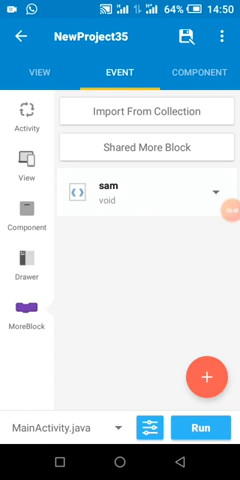 64% 14:50
NewProject35
VIEW EVENT COMPONENT
Import From Collection
Shared More Block
sam
void
Activity
View
Component
Drawer
MoreBlock
+
MainActivity.java
Run